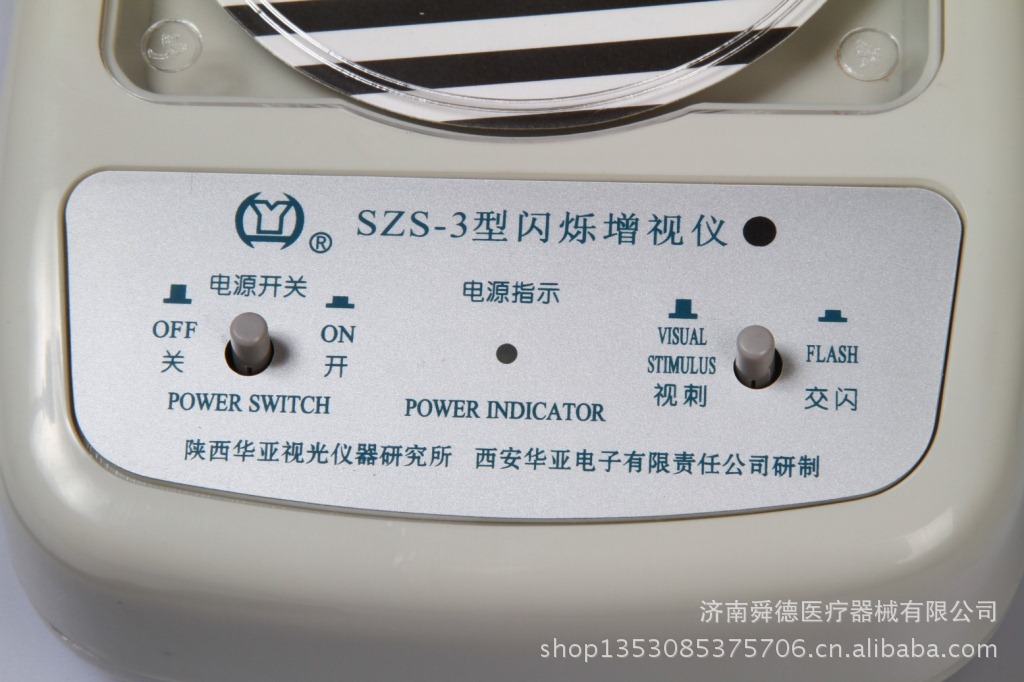 ® SZS-3型闪烁增视仪
电源开关
OFF
关
ON
开
POWER SWITCH
电源指示
POWER INDICATOR
VISUAL
STIMULUS
视刺
FLASH
交闪
陕西华亚视光仪器研究所 西安华亚电子有限责任公司研制
济南舜德医疗器械有限公司
shop1353085375706.cn.alibaba.com